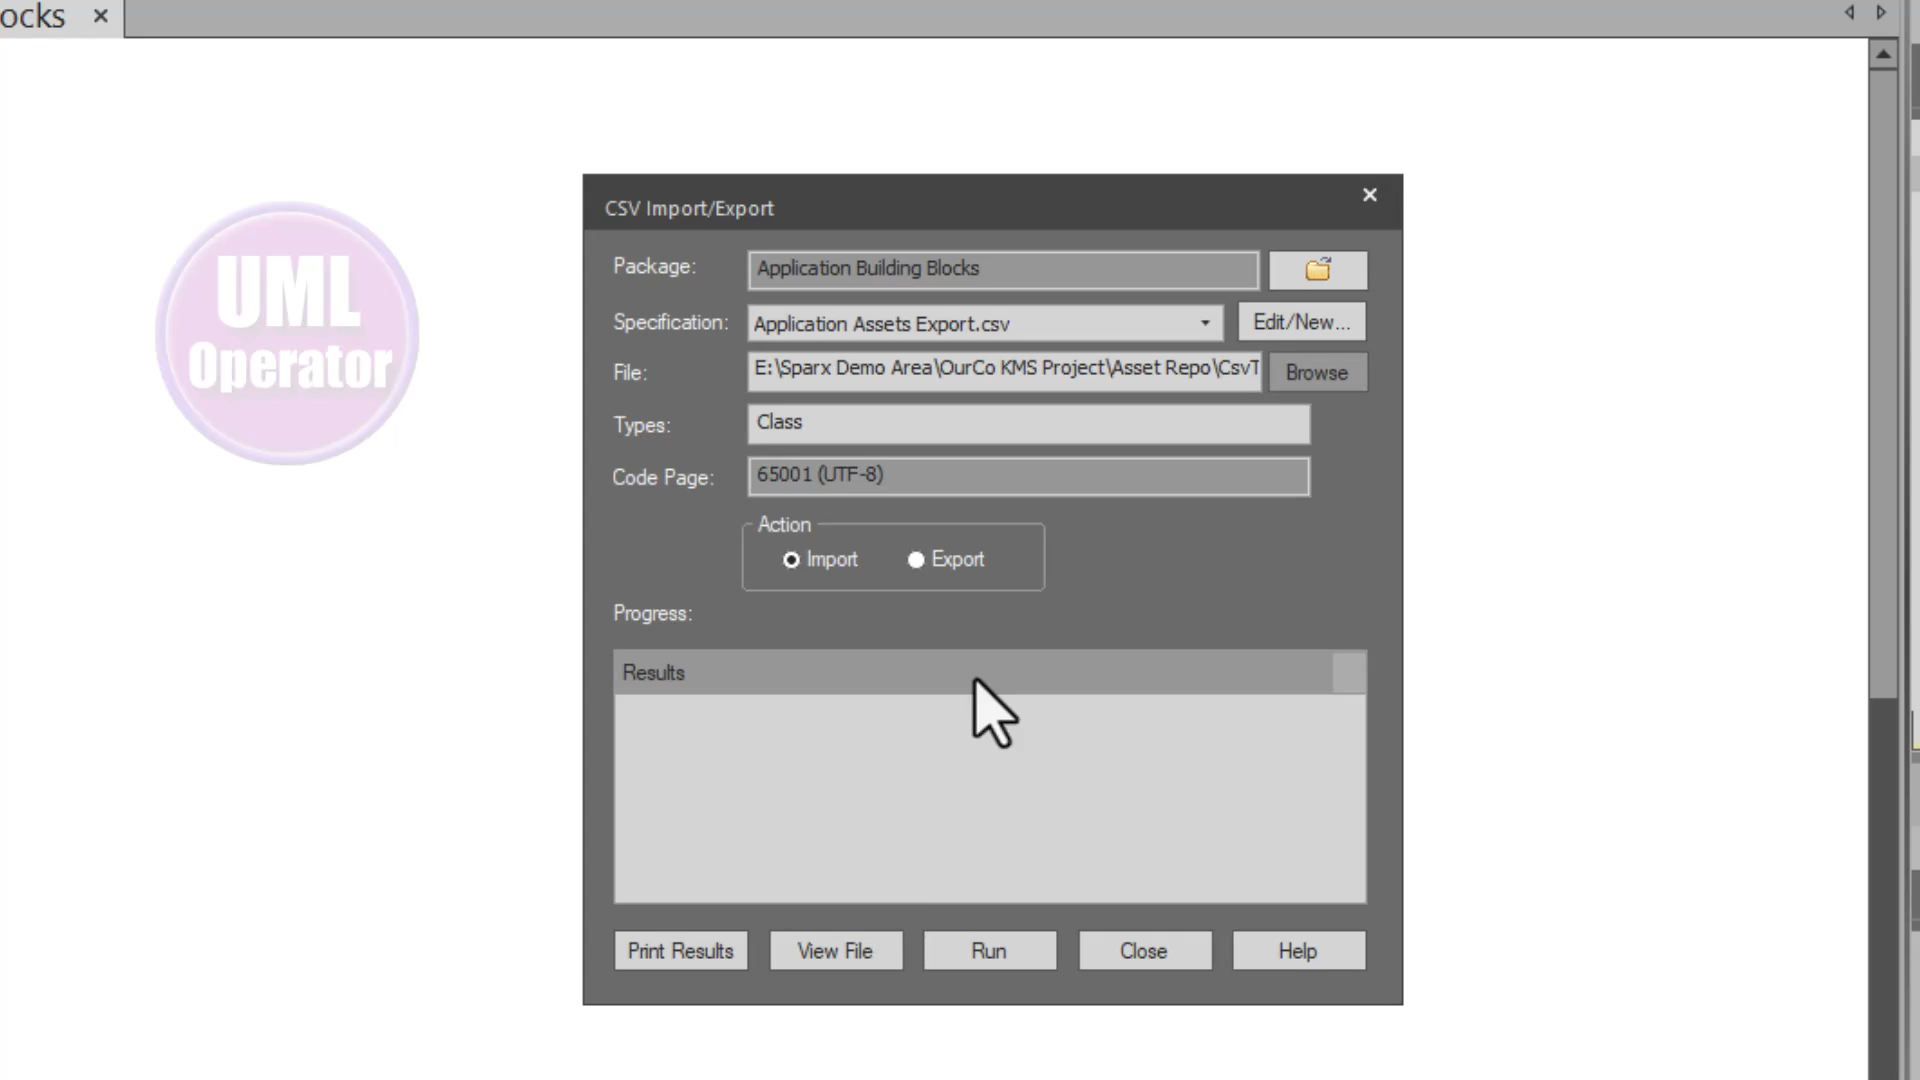 ocks
UML
Operator
CSV Import/Export
Package:
Application Building Blocks
Specification:
Application Assets Export.csv
Edit/New...
File:
E:\Sparx Demo Area\OurCo KMS Project\Asset Repo\CsvT
Browse
Types:
Class
Code Page:
65001 (UTF-8)
Action
Import
Export
Progress:
Results
Print Results
View File
Run
Close
Help